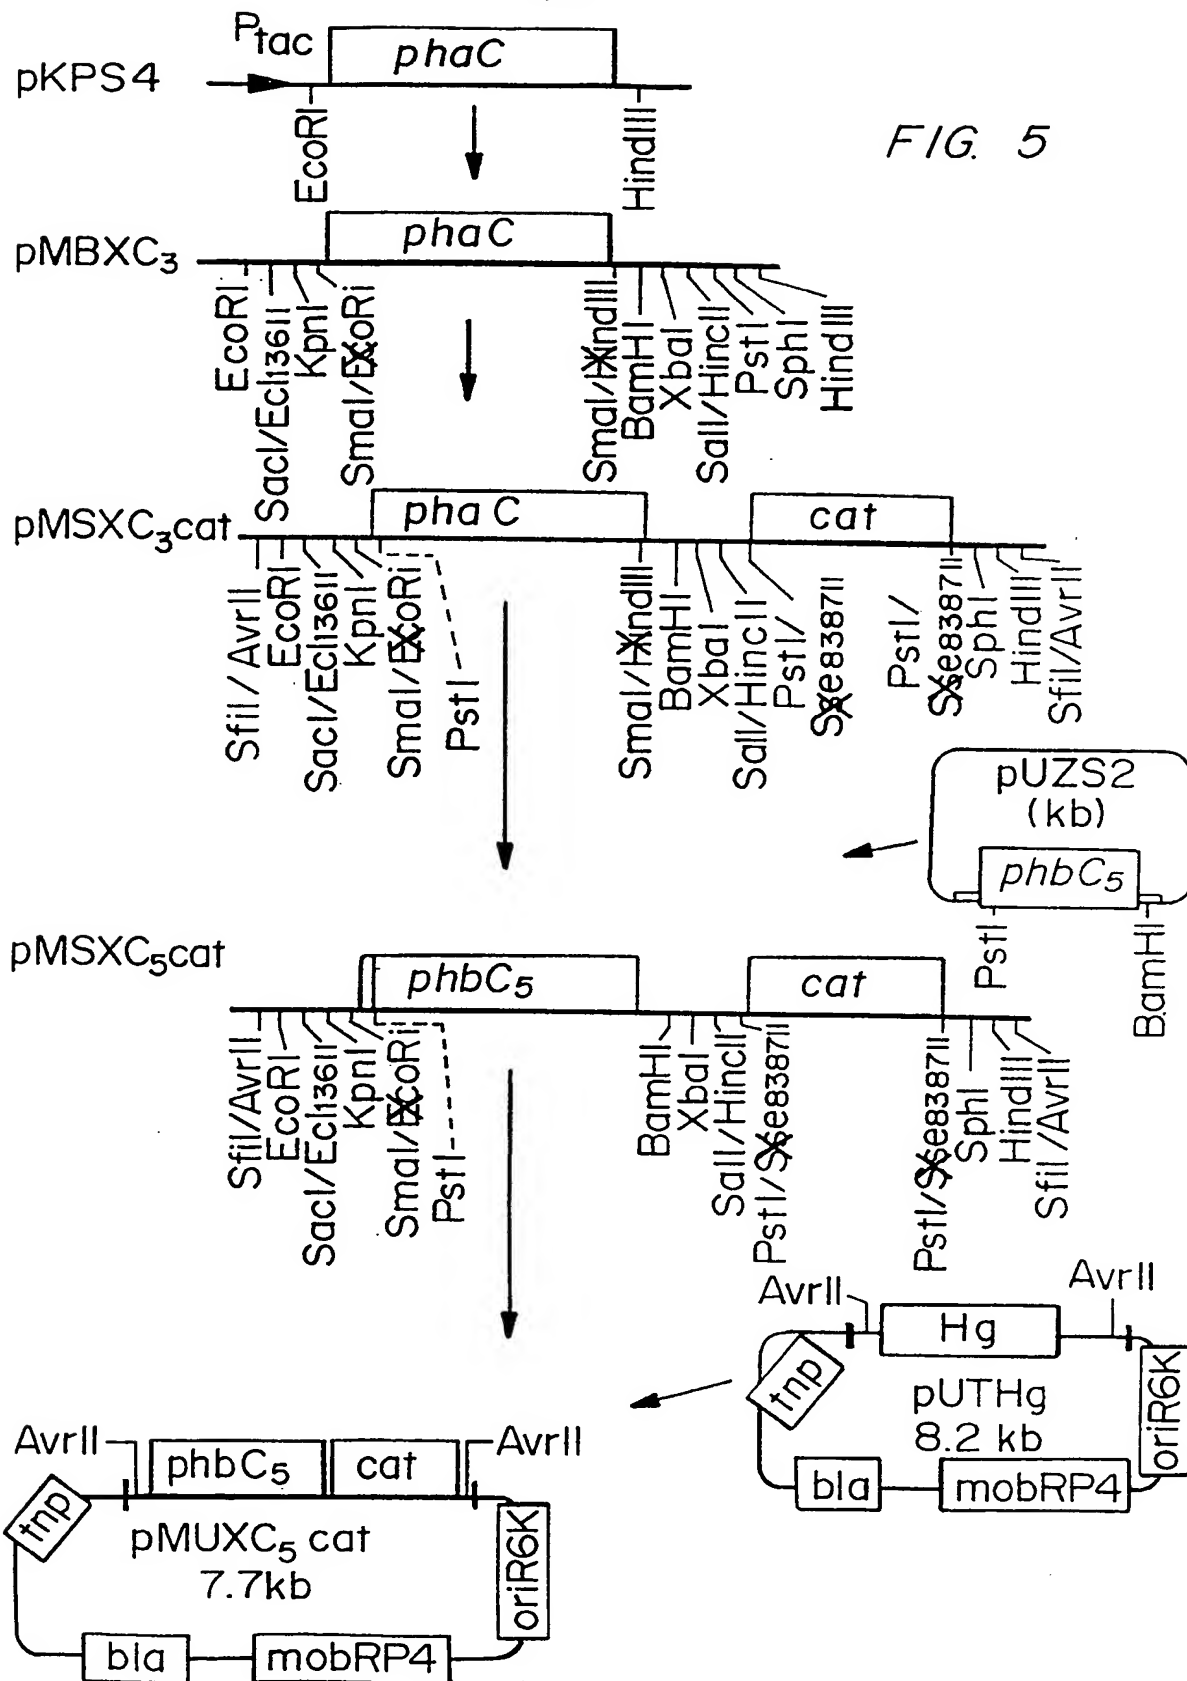 FIG. 5
pKPS4
Ptac
phaC
EcoRI
HindIII
pMBXC3
phaC
EcoRI
SacI/Ecl136II
KpnI
SmaI/EcoRi
SmaI/HindIII
BamHI
XbaI
SalI/HincII
PstI
SphI
HindIII
pMSXC3cat
phaC
cat
SfiI/AvrII
EcoRI
SacI/Ecl136II
KpnI
SmaI/EcoRi
PstI
SmaI/HindIII
BamHI
XbaI
SalI/HincII
PstI/
Sse8387II
PstI/
Sse8387II
SphI
HindIII
SfiI/AvrII
pUZS2
(kb)
phbC5
PstI
BamHI
pMSXC5cat
phbC5
cat
SfiI/AvrII
EcoRI
SacI/Ecl136II
KpnI
SmaI/EcoRi
PstI
BamHI
XbaI
SalI/HincII
PstI/Sse8387II
PstI/Sse8387II
SphI
HindIII
SfiI/AvrII
AvrII
AvrII
Hg
tnp
pUTHg
8.2 kb
oriR6K
bla
mobRP4
AvrII
AvrII
phbC5
cat
tnp
pMUXC5 cat
7.7kb
oriR6K
bla
mobRP4